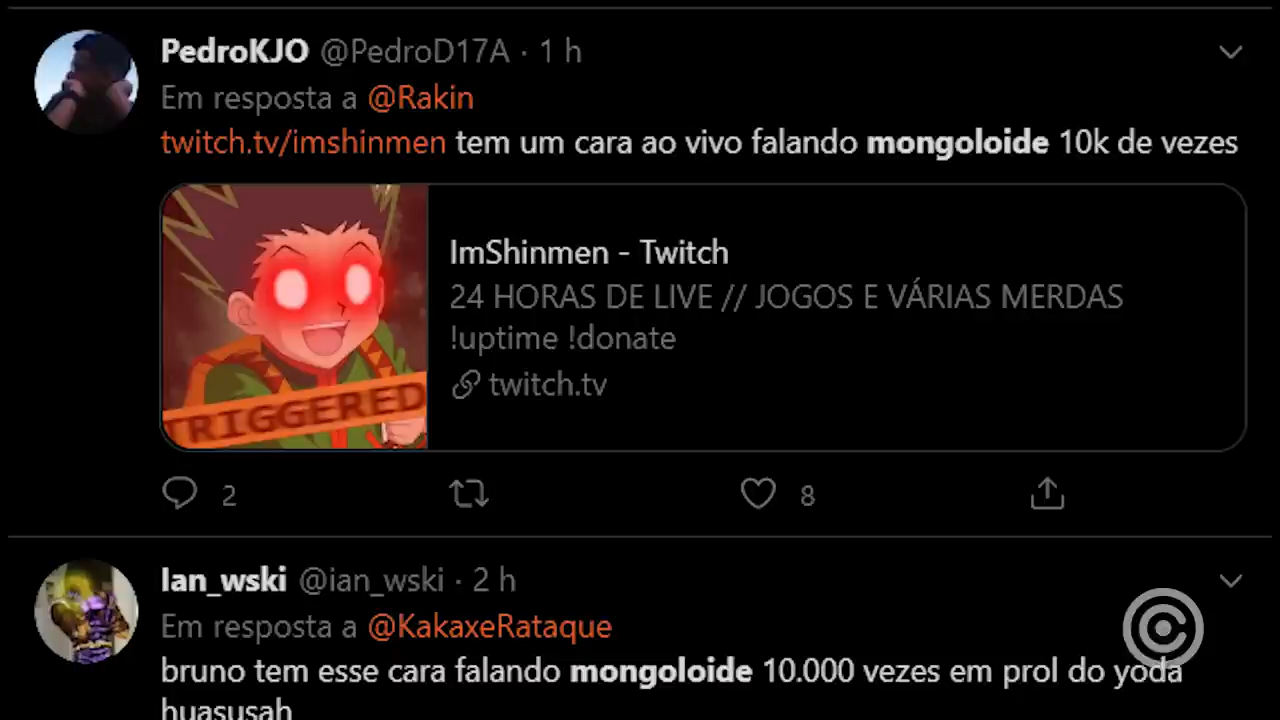 PedroKJO @PedroD17A · 1 h
Em resposta a @Rakin
twitch.tv/imshinmen tem um cara ao vivo falando mongoloide 10k de vezes
TRIGGERED
ImShinmen - Twitch
24 HORAS DE LIVE // JOGOS E VÁRIAS MERDAS
!uptime !donate
twitch.tv
2 8
Ian_wski @ian_wski · 2 h
Em resposta a @KakaxeRataque
bruno tem esse cara falando mongoloide 10.000 vezes em prol do yoda
huasusah